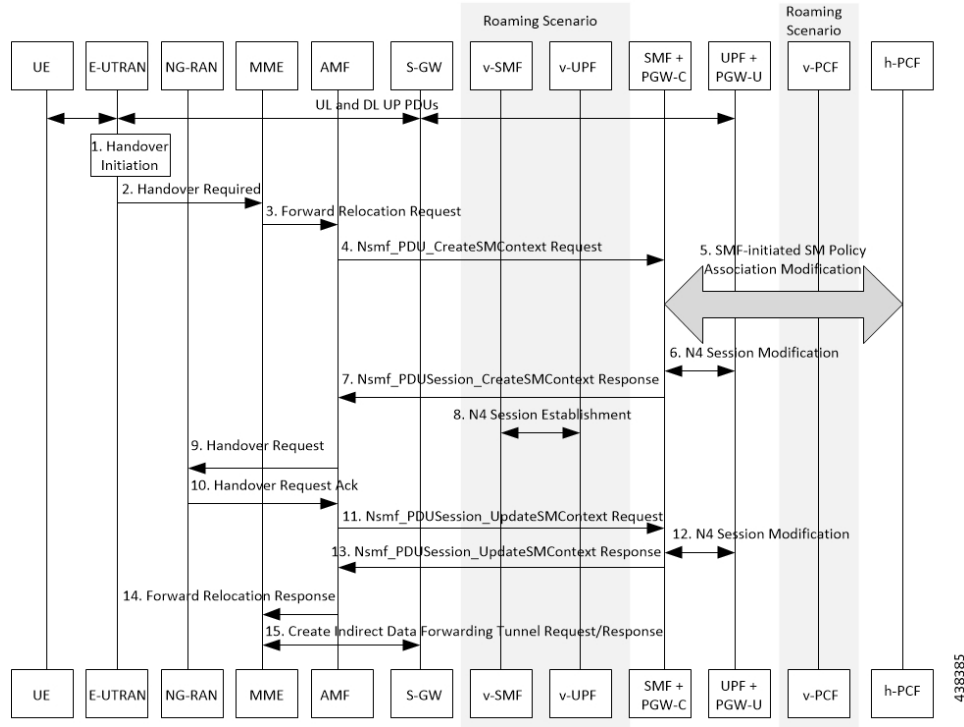 Roaming Scenario
Roaming
Scenario
UE
E-UTRAN
NG-RAN
MME
AMF
S-GW
v-SMF
v-UPF
SMF +
PGW-C
UPF +
PGW-U
v-PCF
h-PCF
UL and DL UP PDUs
1. Handover
Initiation
2. Handover Required
3. Forward Relocation Request
4. Nsmf_PDU_CreateSMContext Request
5. SMF-initiated SM Policy
Association Modification
6. N4 Session Modification
7. Nsmf_PDUSession_CreateSMContext Response
8. N4 Session Establishment
9. Handover Request
10. Handover Request Ack
11. Nsmf_PDUSession_UpdateSMContext Request
12. N4 Session Modification
13. Nsmf_PDUSession_UpdateSMContext Response
14. Forward Relocation Response
15. Create Indirect Data Forwarding Tunnel Request/Response
UE
E-UTRAN
NG-RAN
MME
AMF
S-GW
v-SMF
v-UPF
SMF +
PGW-C
UPF +
PGW-U
v-PCF
h-PCF
438385